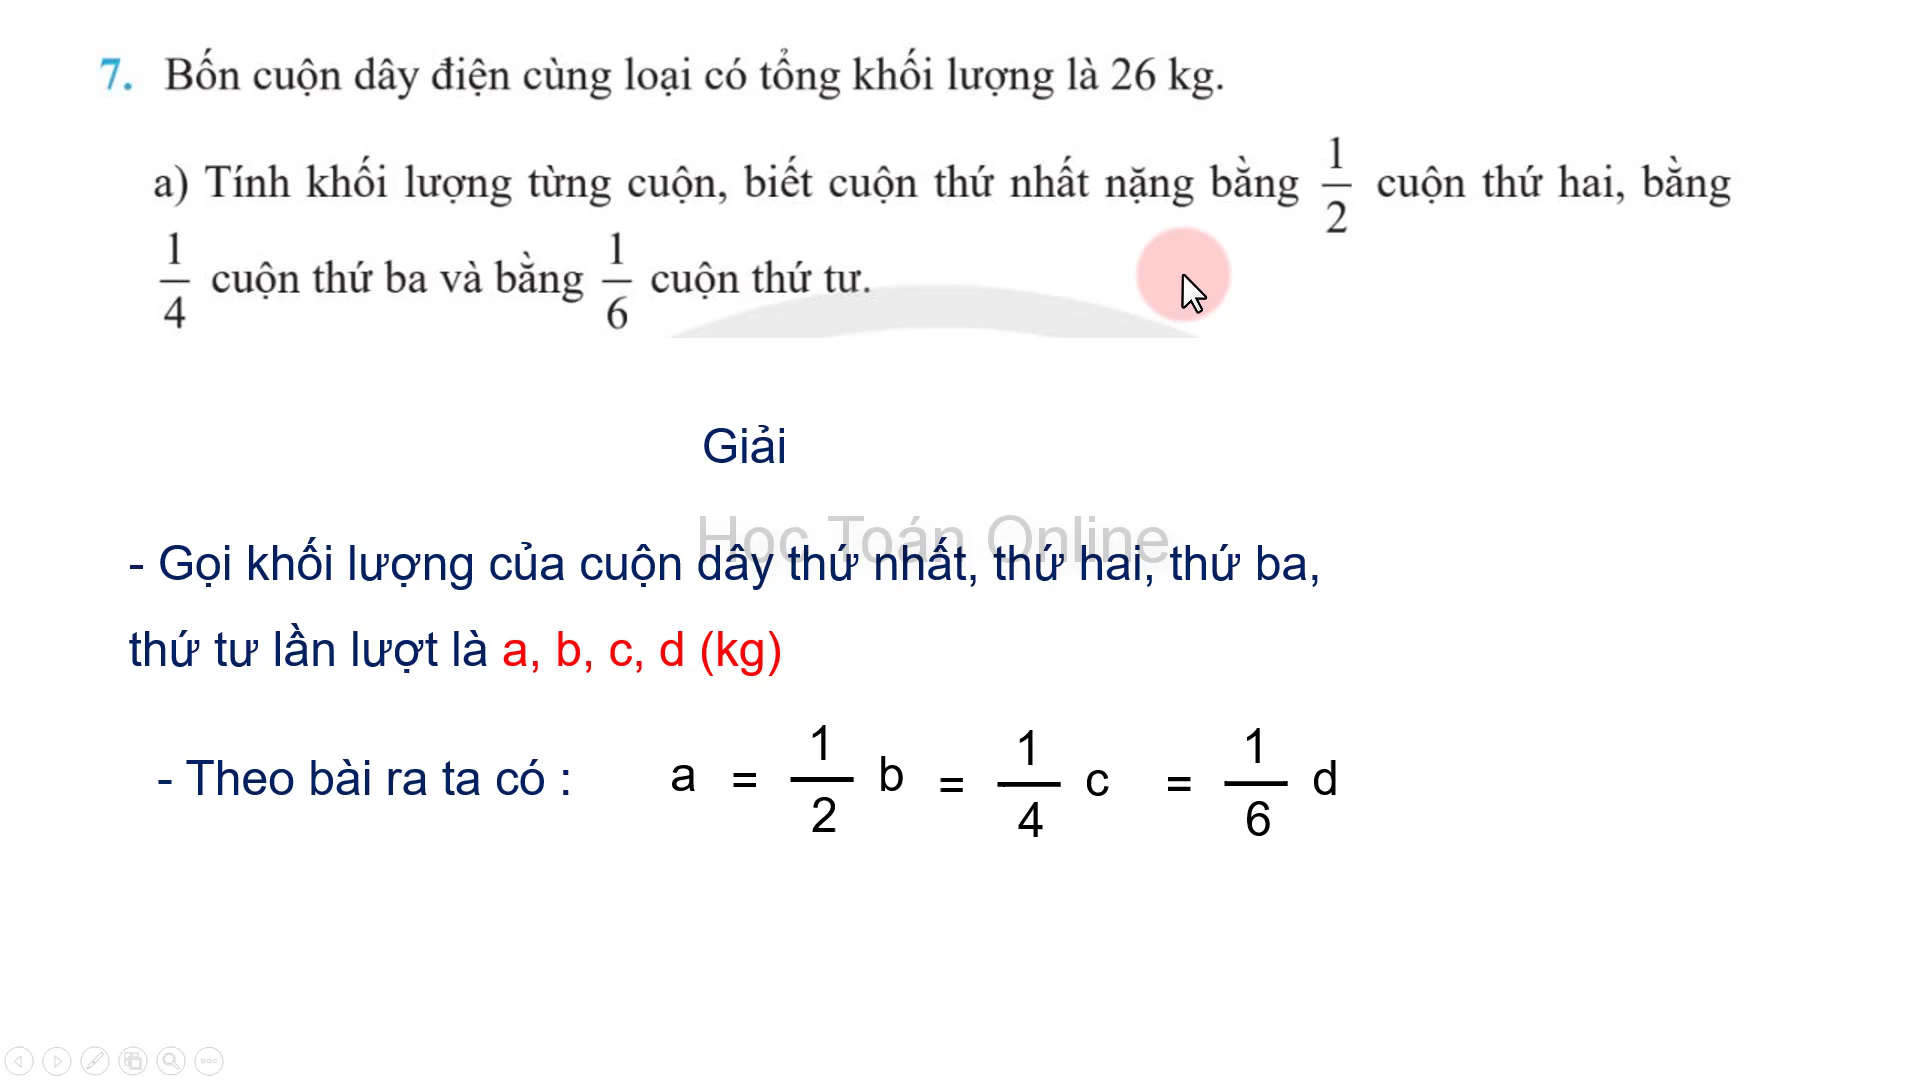 7. Bốn cuộn dây điện cùng loại có tổng khối lượng là 26 kg.
a) Tính khối lượng từng cuộn, biết cuộn thứ nhất nặng bằng 1/2 cuộn thứ hai, bằng
1/4 cuộn thứ ba và bằng 1/6 cuộn thứ tư.
Giải
Học Toán Online
- Gọi khối lượng của cuộn dây thứ nhất, thứ hai, thứ ba,
thứ tư lần lượt là a, b, c, d (kg)
- Theo bài ra ta có : a = 1/2 b = 1/4 c = 1/6 d